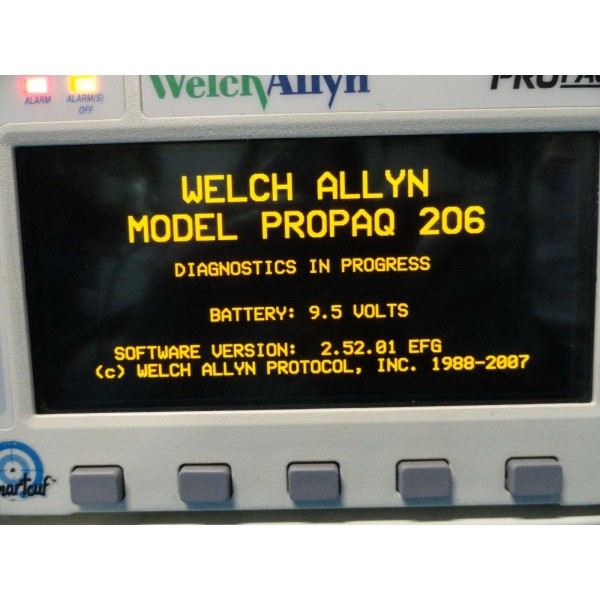 ALARM
ALARM(S)
OFF
WelchAllyn
WELCH ALLYN
MODEL PROPAQ 206
DIAGNOSTICS IN PROGRESS
BATTERY: 9.5 VOLTS
SOFTWARE VERSION: 2.52.01 EFG
(c) WELCH ALLYN PROTOCOL, INC. 1988-2007